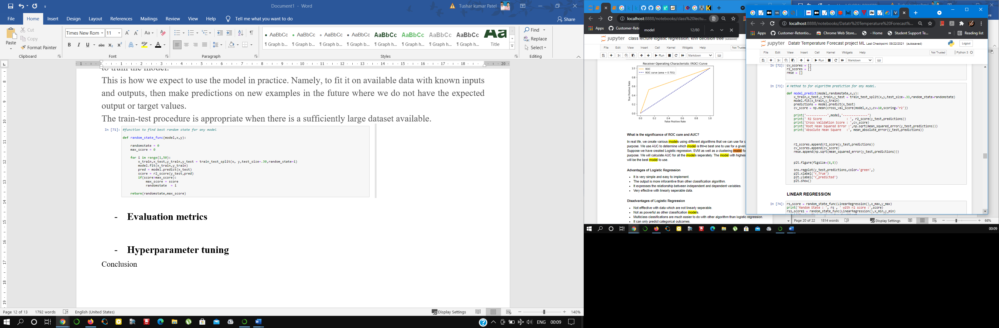 Document1 - Word
Tushar kumar Patel
File Home Insert Design Layout References Mailings Review View Help Tell me what you want to do
Share
Cut
Copy
Paste
Format Painter
Clipboard
Times New Rom 11
Font
Paragraph
AaBbCc AaBbCc AaBbCc AaBbCc AaBbCc AaBbCc AaBbCc AaBbCc Aa
¶ Graph b... ¶ Graph b... ¶ Graph b... ¶ Graph b... ¶ Graph h... ¶ Graph h... ¶ Graph h... ¶ Graph h... Title
Styles
Find
Replace
Select
Editing
to train the model.
This is how we expect to use the model in practice. Namely, to fit it on available data with known inputs
and outputs, then make predictions on new examples in the future where we do not have the expected
output or target values.
The train-test procedure is appropriate when there is a sufficiently large dataset available.
In [71]: #function to find best random state for any model
def random_state_func(model,x,y):
randomstate = 0
max_score = 0
for i in range(1,50):
x_train,x_test,y_train,y_test = train_test_split(x, y,test_size=.30,random_state=i)
model.fit(x_train,y_train)
pred = model.predict(x_test)
score = r2_score(y_test,pred)
if(score>max_score):
max_score = score
randomstate = i
return(randomstate,max_score)
- Evaluation metrics
- Hyperparameter tuning
Conclusion
Page 12 of 13 1792 words English (United States)
Display Settings
140%
ENG 00:09
localhost:8888/notebooks/class%20lectu...
Apps Customer-Rete
model 12/80
jupyter class lecture logistic regression, knn decision tree (autosaved)
File Edit View Insert Cell Kernel Widgets Help
Not Trusted
Run Markdown
Receiver Operating Characteristic (ROC) Curve
ROC
ROC curve (area = 0.701)
True Positive Rate
1.0
0.8
0.6
0.4
0.2
0.0
0.0 0.2 0.4 0.6 0.8 1.0
False Positive Rate
What is the significance of ROC cure and AUC?
In real life, we create various models using different algorithms that we can use for c
purpose. We use AUC to determine which model is tht=e best one to use for a given
Suppose we have created Logistic regression, SVM as well as a clustering model fo
purpose. We will calculate AUC for all the models seperately. The model with highes
will be the best model to use.
Advantages of Logistic Regression
• It is very simple and easy to implement.
• The output is more inforamtive than other classification algorithm.
• It expresses the relationship between independent and dependent variables.
• Very effective with linearly seperable data.
Disadvantages of Logistic Regression
• Not efffective with data which are not linearly seperable.
• Not as powerful as other classification models.
• Multiclass classifications are much easier to do with other algorithm than logistic regression.
• It can only predict categorical outcomes.
localhost:8888/notebooks/Datatr%20Temperature%20Forecast%...
Apps Customer-Retentio... Chrome Web Store... - Home Student Support Te... » Reading list
jupyter Datatr Temperature Forecast project ML Last Checkpoint: 08/22/2021 (autosaved)
Logout
File Edit View Insert Cell Kernel Widgets Help
Not Trusted Python 3
Run Markdown
In [72]: cv_scores = []
r2_scores = []
rmse = []
In [73]: # Method to for algorithm prediction for any model.
def model_predict(model,randomstate,x,y):
x_train,x_test,y_train,y_test = train_test_split(x,y,test_size=.33,random_state=randomstate)
model.fit(x_train,y_train)
predictions = model.predict(x_test)
cv_score = np.mean(cross_val_score(model,x,y,cv=10,scoring='r2'))
print('------------',model,'--------------')
print(' R2 Score : ', r2_score(y_test,predictions))
print('Cross Validation Score : ',cv_score)
print('Root Mean Squared Error :',np.sqrt(mean_squared_error(y_test,predictions)))
print('Absolute Mean Square :', mean_absolute_error(y_test,predictions))
r2_scores.append(r2_score(y_test,predictions))
cv_scores.append(cv_score)
rmse.append(np.sqrt(mean_squared_error(y_test,predictions)))
plt.figure(figsize=(6,5))
sns.regplot(y_test,predictions,color='green',)
plt.xlabel('Y_True')
plt.ylabel('Y_predicted')
plt.show()
LINEAR REGRESSION
In [74]: rs,score = random_state_func(LinearRegression(),x_max,y_max)
print('Random State : ', rs , ' with r2 score :',score)
rs1,score1 = random_state_func(LinearRegression(),x_min,y_min)
Page 20 of 22 1814 words
Display Settings
66%
00:09